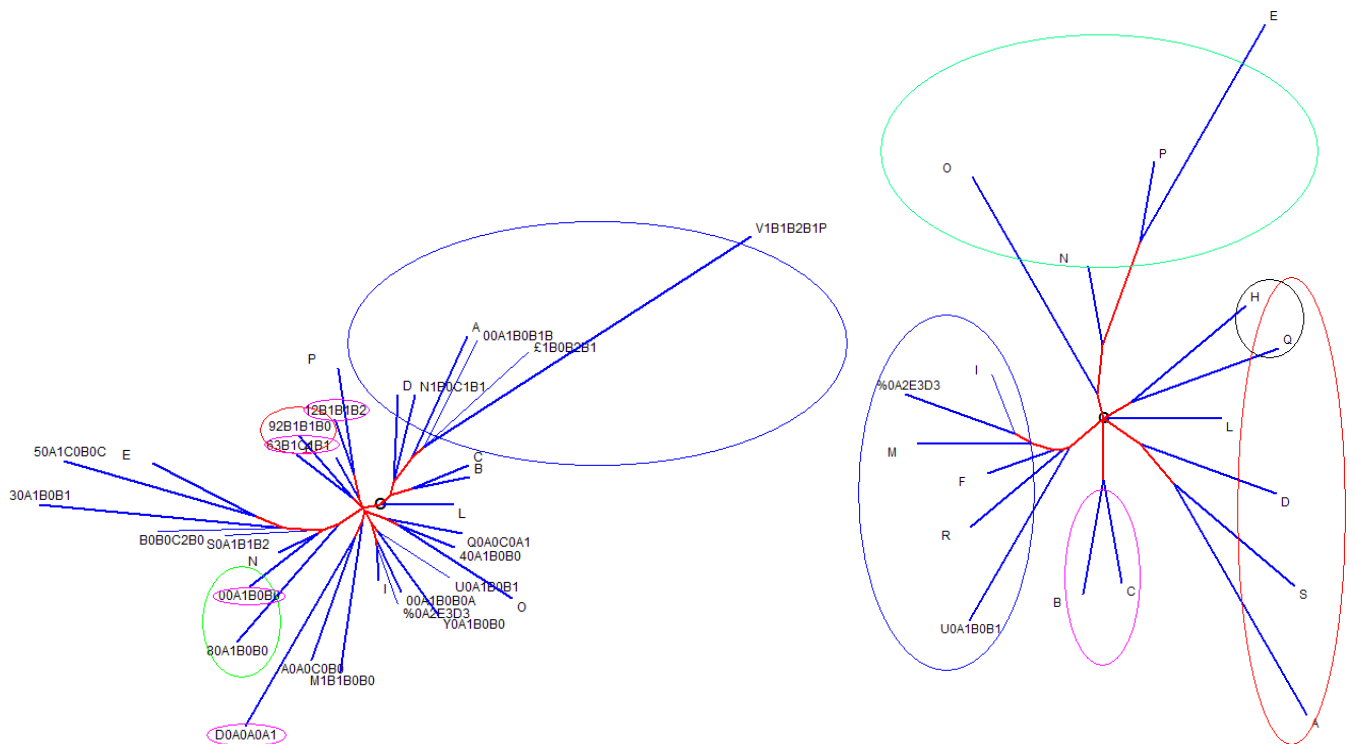 E
P
O
V1B1B2B1P
N
H
A
00A1B0B1B
£1B0B2B1
Q
P
I
%0A2E3D3
D
N1B0C1B1
12B1B1B2
92B1B1B0
L
63B1C1B1
M
50A1C0B0C
E
C
B
F
30A1B0B1
D
L
R
B0B0C2B0
S0A1B1B2
Q0A0C0A1
40A1B0B0
N
U0A1B0B1
I
S
00A1B0B0A
00A1B0B0
O
%0A2E3D3
Y0A1B0B0
B
C
U0A1B0B1
80A1B0B0
A0A0C0B0
M1B1B0B0
A
D0A0A0A1